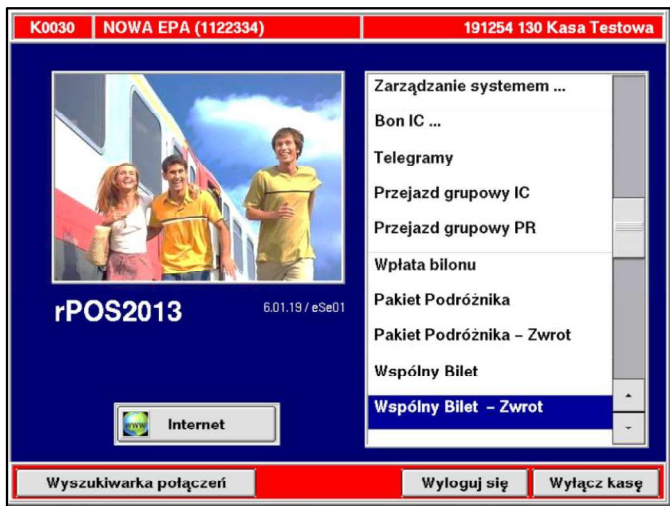 K0030 NOWA EPA (1122334) 191254 130 Kasa Testowa
Zarządzanie systemem ...
Bon IC ...
Telegramy
Przejazd grupowy IC
Przejazd grupowy PR
Wpłata bilonu
Pakiet Podróżnika
Pakiet Podróżnika – Zwrot
Wspólny Bilet
Wspólny Bilet – Zwrot
rPOS2013 6.01.19 / eSe01
www Internet
Wyszukiwarka połączeń Wyloguj się Wyłącz kasę